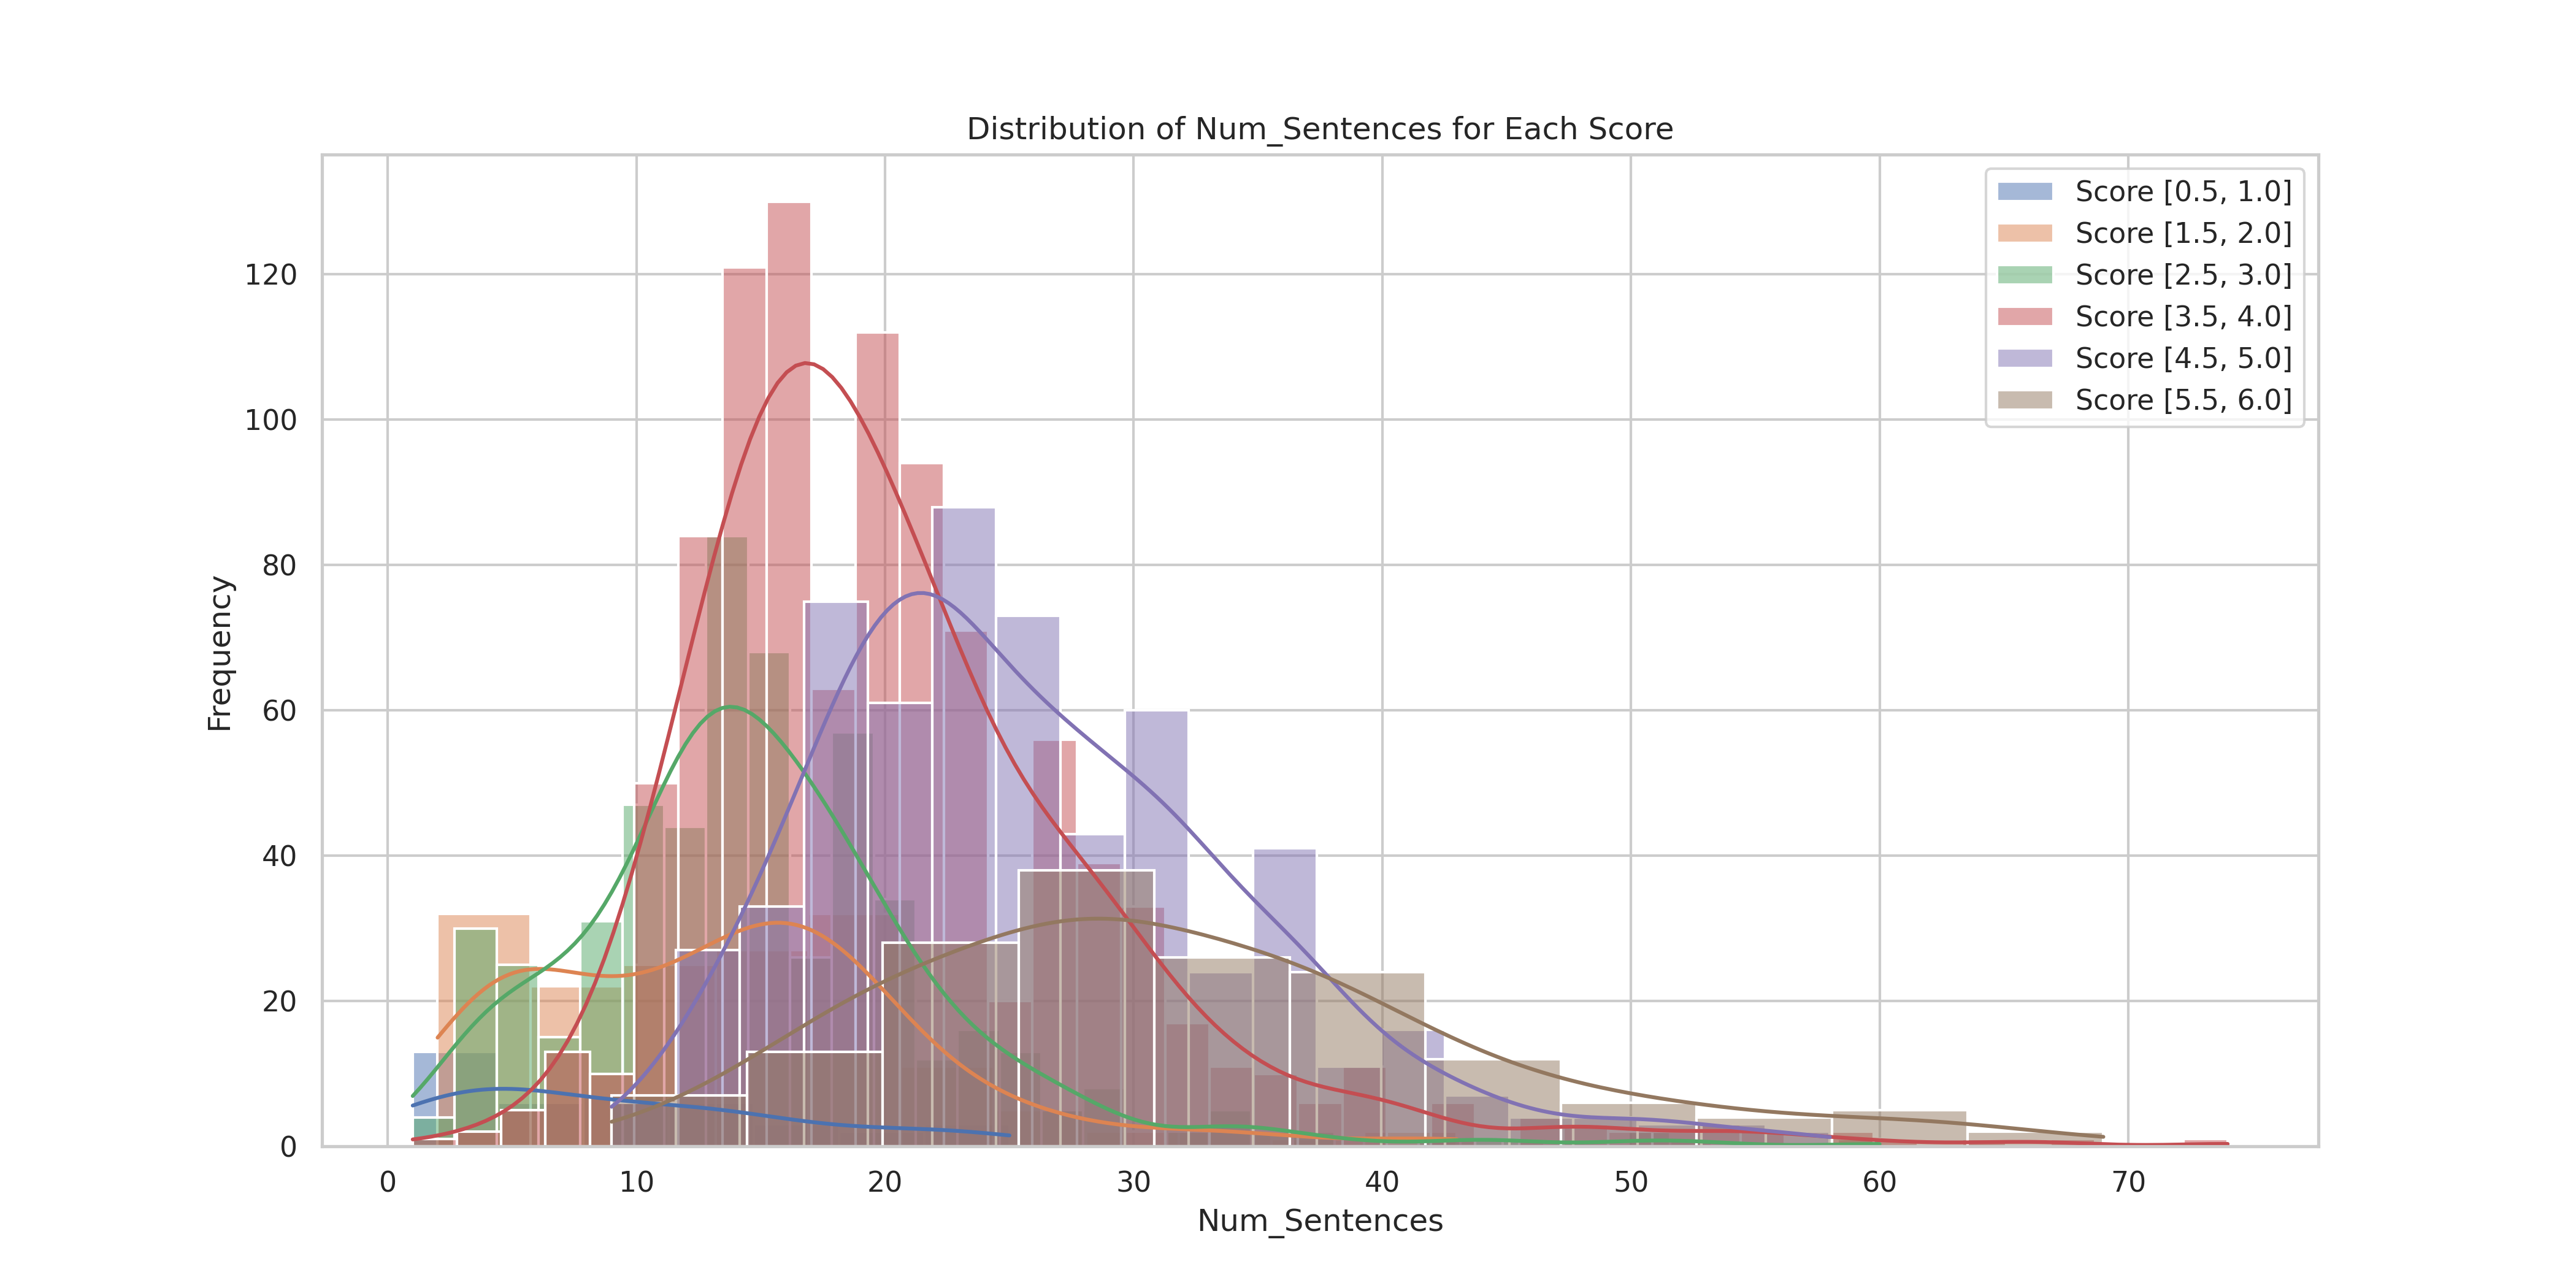 Distribution of Num_Sentences for Each Score
Score [0.5, 1.0]
Score [1.5, 2.0]
Score [2.5, 3.0]
Score [3.5, 4.0]
Score [4.5, 5.0]
Score [5.5, 6.0]
Frequency
120
100
80
60
40
20
0
0 10 20 30 40 50 60 70
Num_Sentences